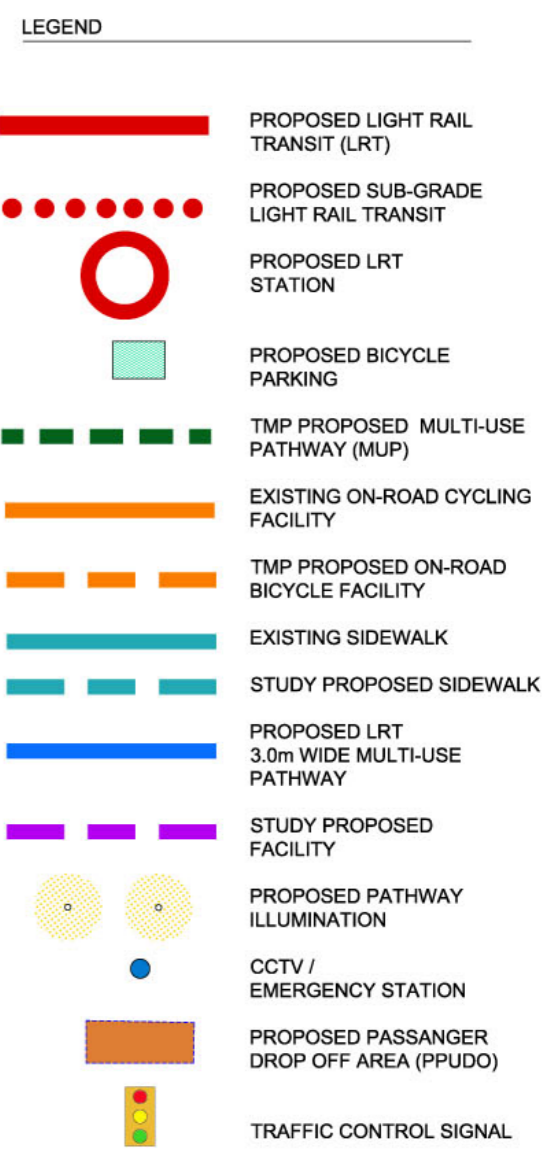 LEGEND
PROPOSED LIGHT RAIL
TRANSIT (LRT)
PROPOSED SUB-GRADE
LIGHT RAIL TRANSIT
PROPOSED LRT
STATION
PROPOSED BICYCLE
PARKING
TMP PROPOSED MULTI-USE
PATHWAY (MUP)
EXISTING ON-ROAD CYCLING
FACILITY
TMP PROPOSED ON-ROAD
BICYCLE FACILITY
EXISTING SIDEWALK
STUDY PROPOSED SIDEWALK
PROPOSED LRT
3.0m WIDE MULTI-USE
PATHWAY
STUDY PROPOSED
FACILITY
PROPOSED PATHWAY
ILLUMINATION
CCTV /
EMERGENCY STATION
PROPOSED PASSANGER
DROP OFF AREA (PPUDO)
TRAFFIC CONTROL SIGNAL